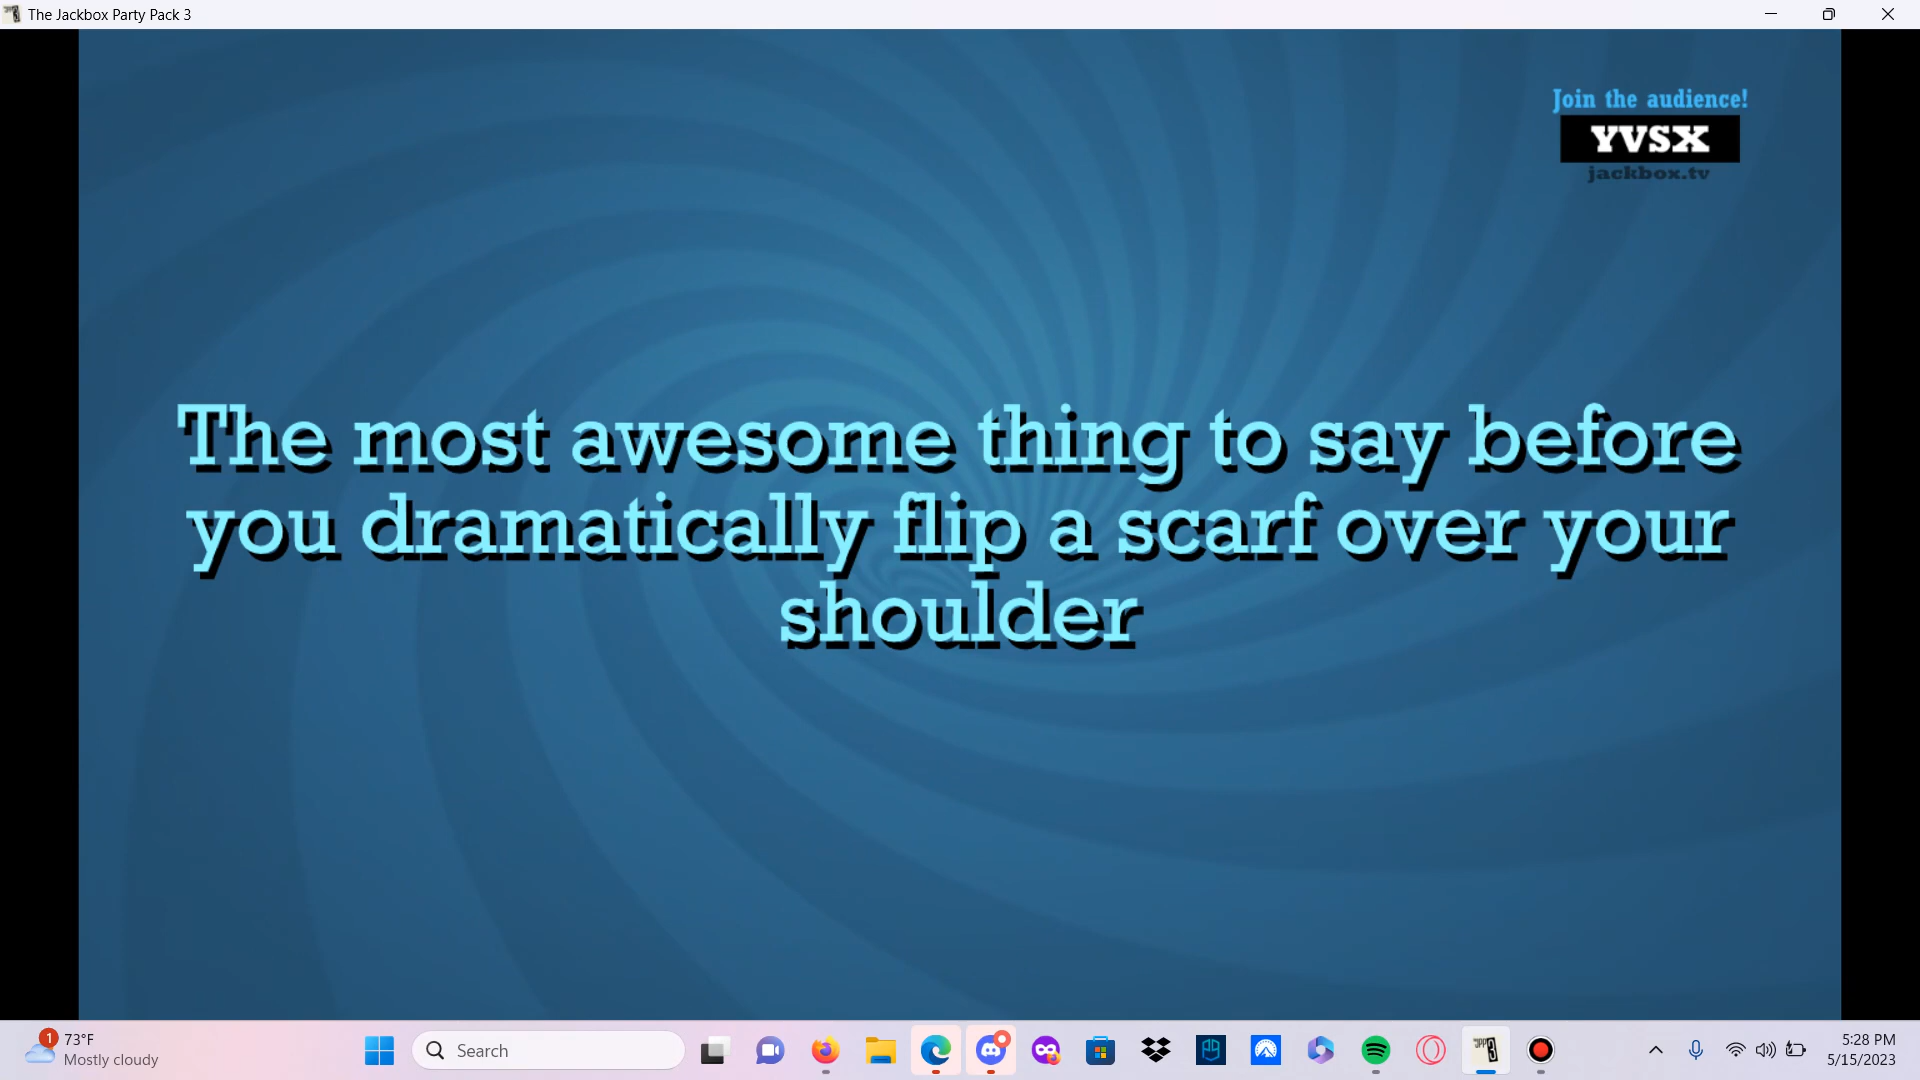 The Jackbox Party Pack 3
Join the audience!
YVSX
jackbox.tv
The most awesome thing to say before
you dramatically flip a scarf over your
shoulder
1
73°F
Mostly cloudy
Search
5:28 PM
5/15/2023